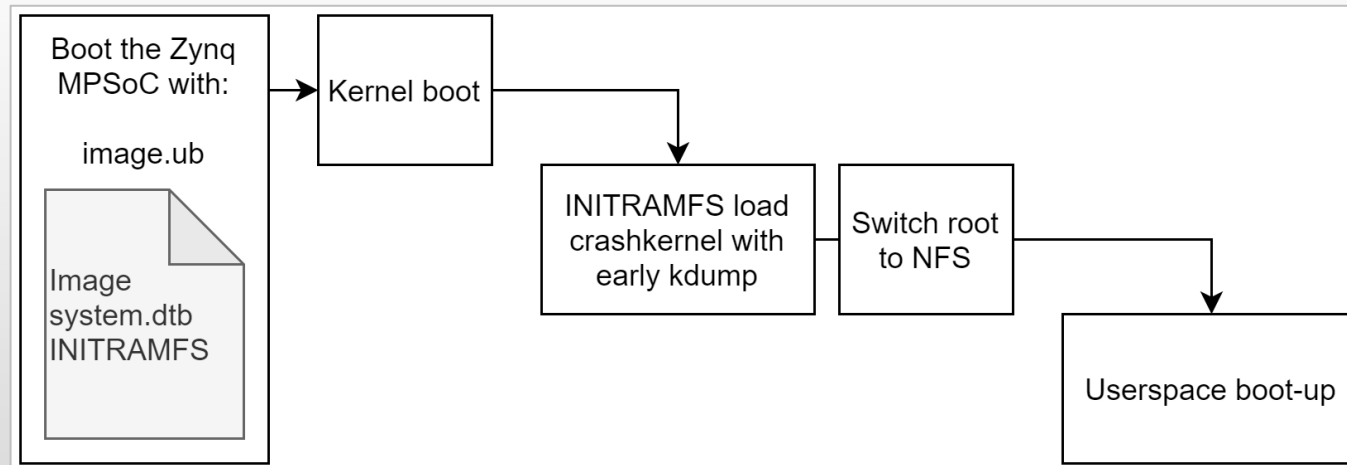 Boot the Zynq
MPSoC with:
image.ub
Image
system.dtb
INITRAMFS
Kernel boot
INITRAMFS load
crashkernel with
early kdump
Switch root
to NFS
Userspace boot-up